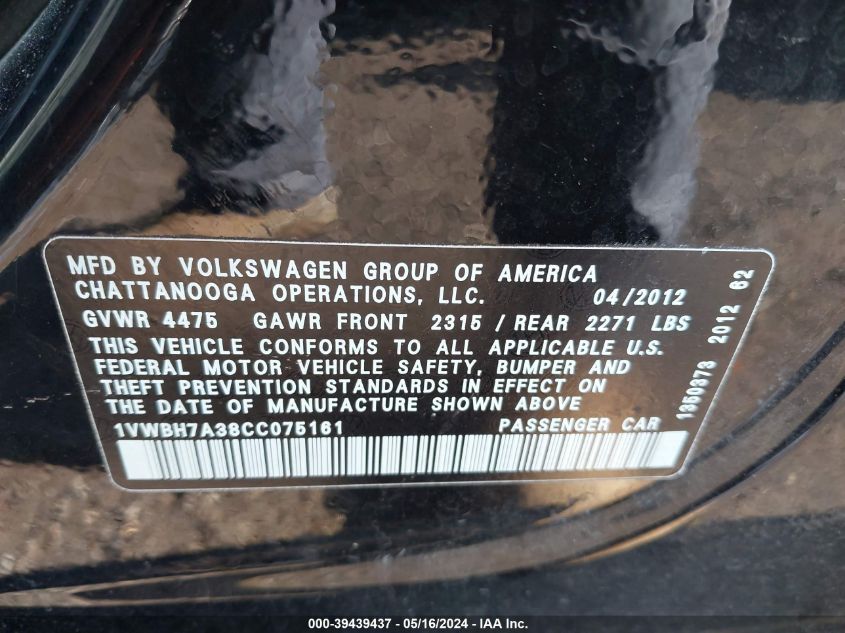 MFD BY VOLKSWAGEN GROUP OF AMERICA
CHATTANOOGA OPERATIONS, LLC. 04/2012
GVWR 4475 GAWR FRONT 2315 / REAR 2271 LBS
THIS VEHICLE CONFORMS TO ALL APPLICABLE U.S.
FEDERAL MOTOR VEHICLE SAFETY, BUMPER AND
THEFT PREVENTION STANDARDS IN EFFECT ON
THE DATE OF MANUFACTURE SHOWN ABOVE
1VWBH7A38CC075161 PASSENGER CAR
1350373 2012 62
000-39439437 - 05/16/2024 - IAA Inc.